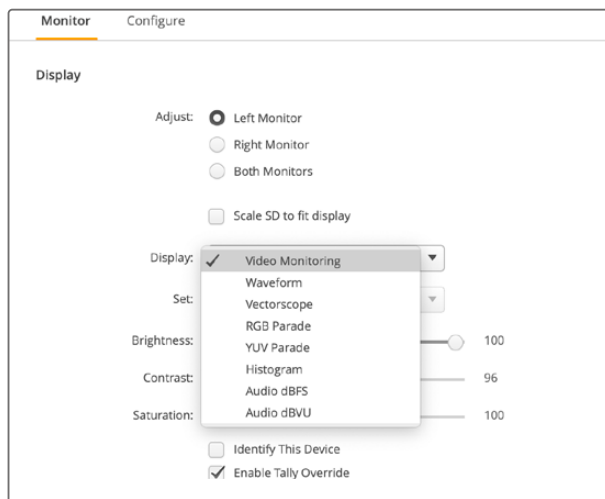 Monitor Configure
Display
Adjust: Left Monitor
Right Monitor
Both Monitors
Scale SD to fit display
Display: Video Monitoring
Waveform
Set:
Vectorscope
RGB Parade
Brightness: 100
YUV Parade
Histogram
Contrast: 96
Audio dBFS
Audio dBVU
Saturation: 100
Identify This Device
Enable Tally Override